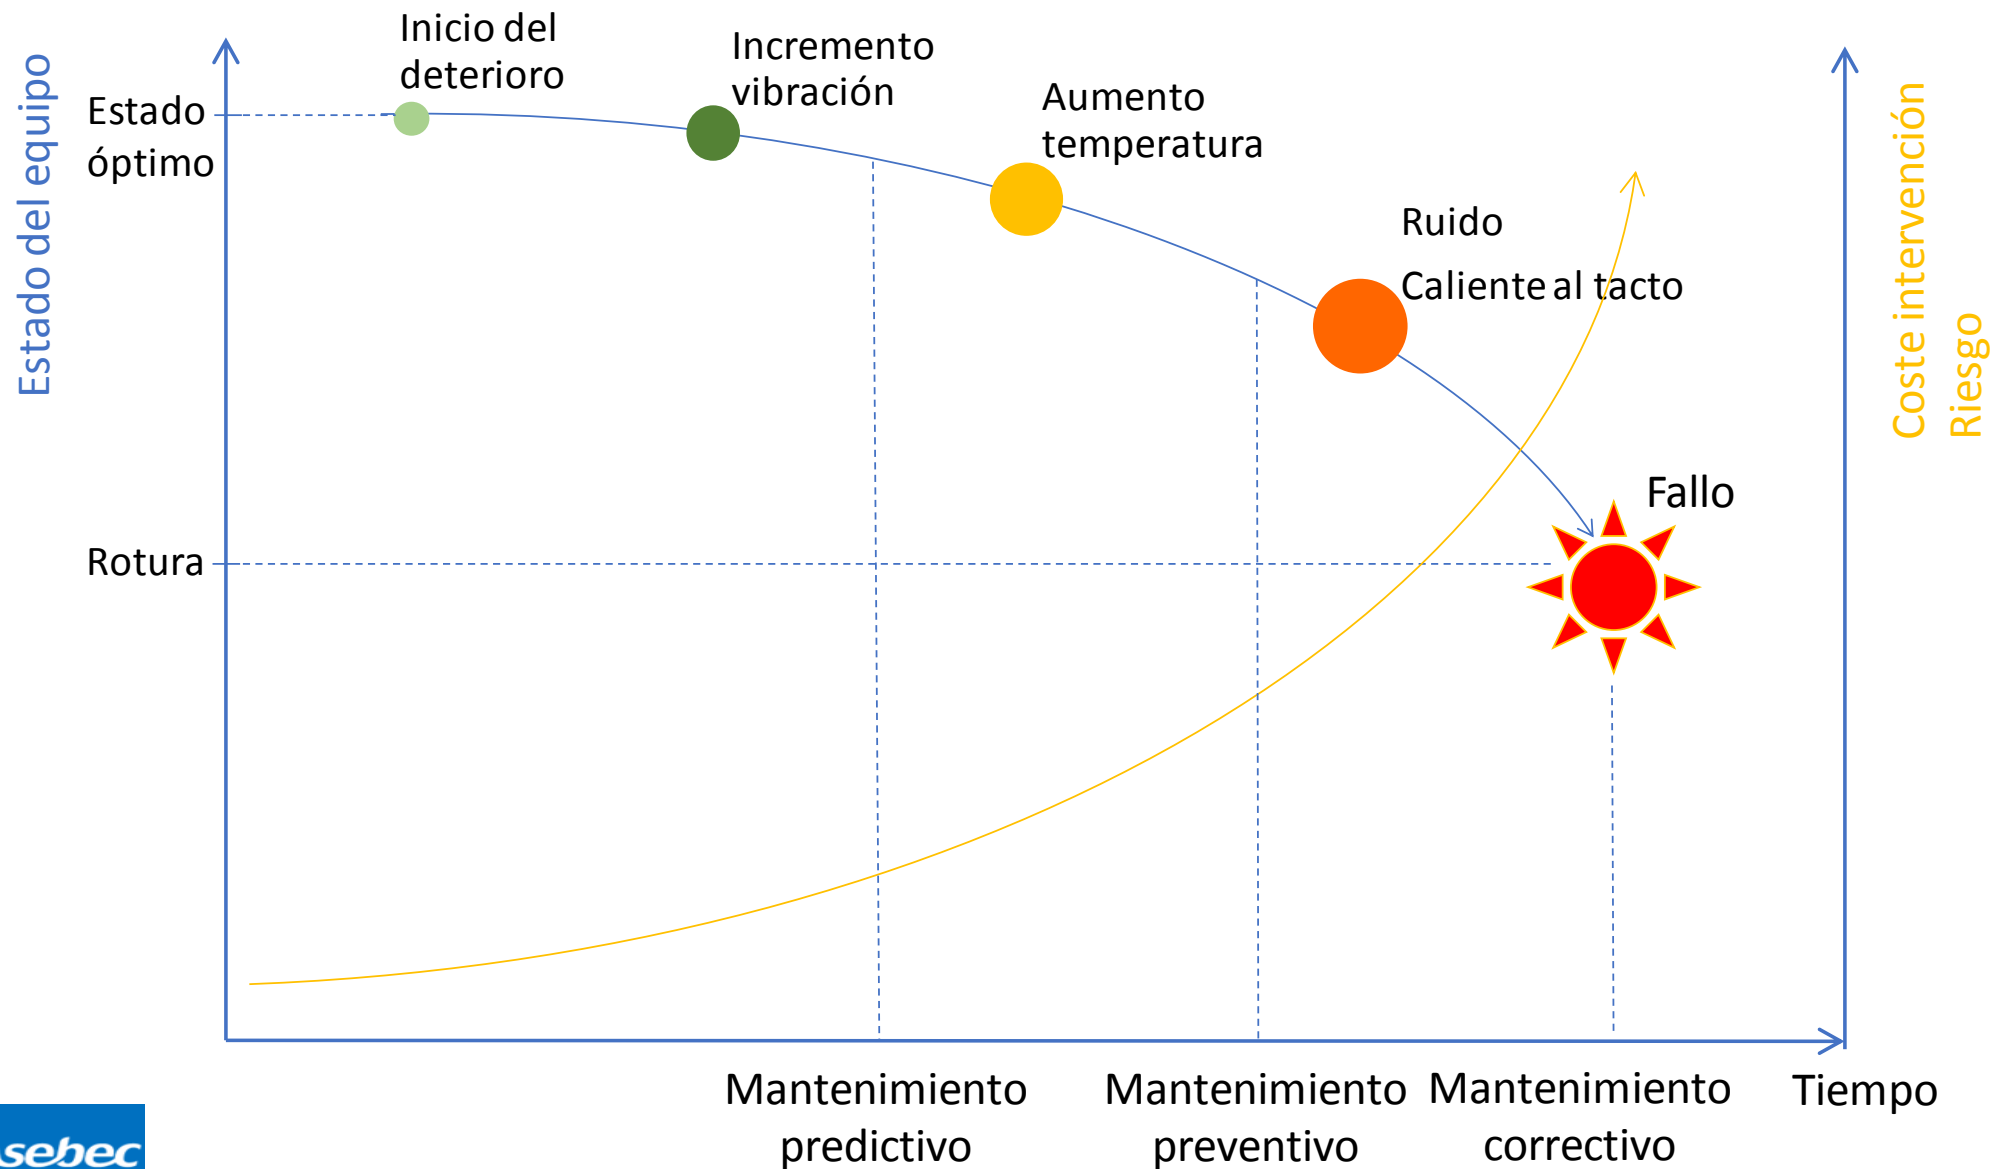 Inicio del
deterioro
Incremento
vibración
Aumento
temperatura
Estado
óptimo
Estado del equipo
Ruido
Caliente al tacto
Coste intervención
Riesgo
Fallo
Rotura
Mantenimiento
predictivo
Mantenimiento
preventivo
Mantenimiento
correctivo
Tiempo
sebec